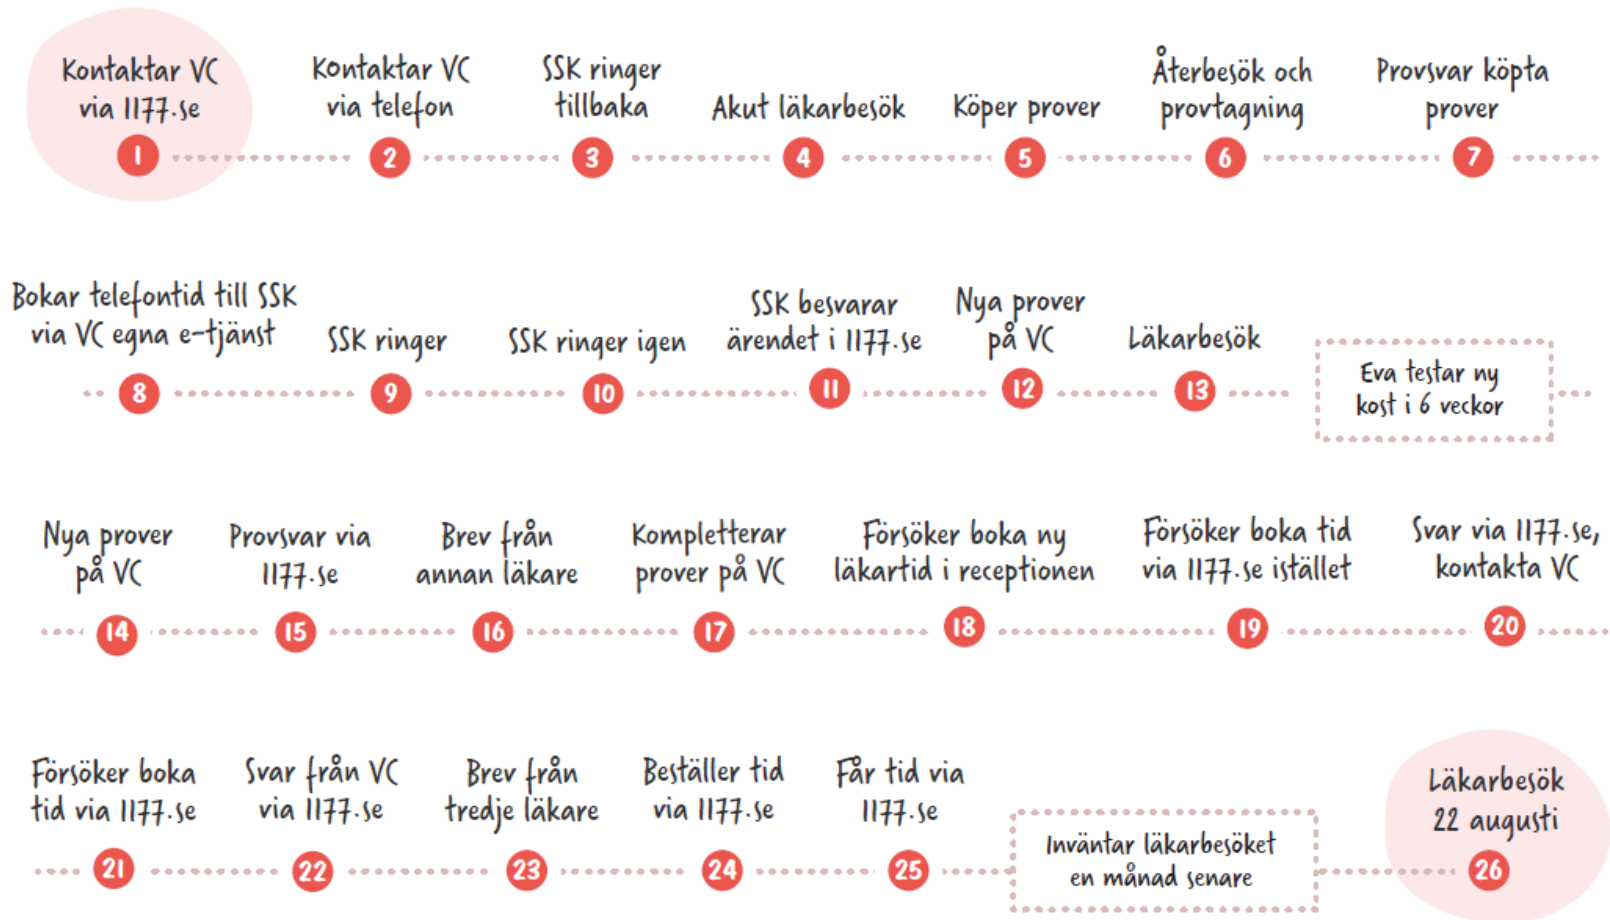 Kontaktar VC
via 1177.se
1
Kontaktar VC
via telefon
2
SSK ringer
tillbaka
3
Akut läkarbesök
4
Köper prover
5
Återbesök och
provtagning
6
Provsvar köpta
prover
7
Bokar telefontid till SSK
via VC egna e-tjänst
8
SSK ringer
9
SSK ringer igen
10
SSK besvarar
ärendet i 1177.se
11
Nya prover
på VC
12
Läkarbesök
13
Eva testar ny
kost i 6 veckor
Nya prover
på VC
14
Provsvar via
1177.se
15
Brev från
annan läkare
16
Kompletterar
prover på VC
17
Försöker boka ny
läkartid i receptionen
18
Försöker boka tid
via 1177.se istället
19
Svar via 1177.se,
kontakta VC
20
Försöker boka
tid via 1177.se
21
Svar från VC
via 1177.se
22
Brev från
tredje läkare
23
Beställer tid
via 1177.se
24
Får tid via
1177.se
25
Inväntar läkarbesöket
en månad senare
Läkarbesök
22 augusti
26